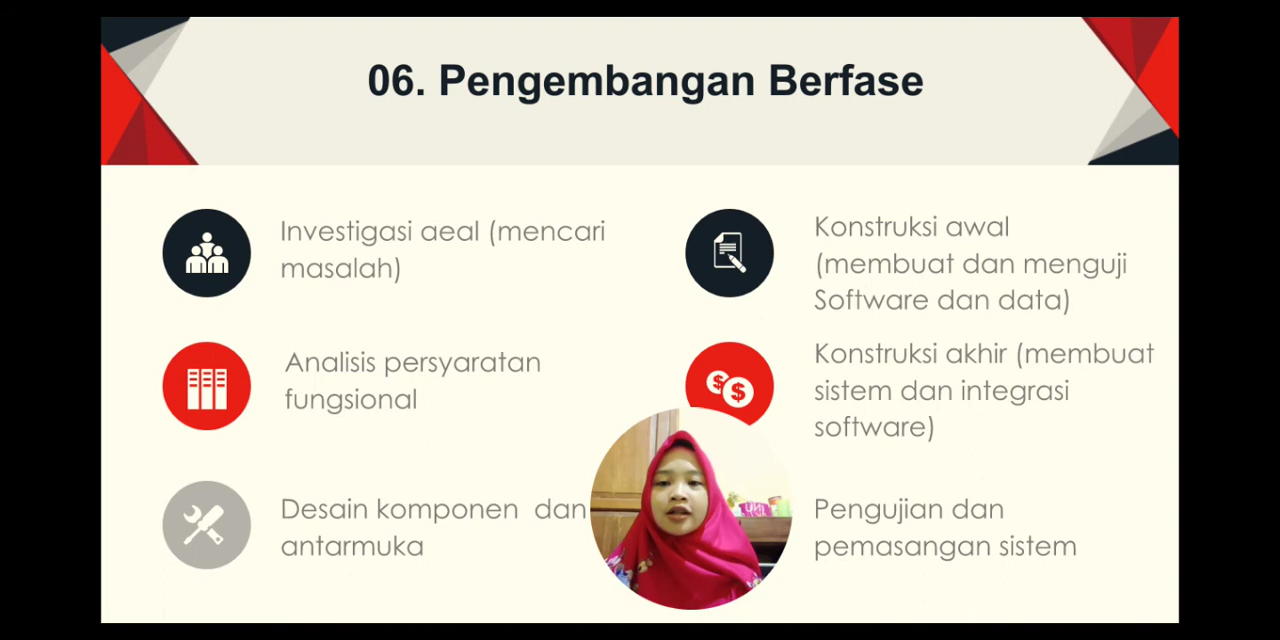 06. Pengembangan Berfase
Investigasi aeal (mencari
masalah)
Analisis persyaratan
fungsional
Desain komponen dan
antarmuka
Konstruksi awal
(membuat dan menguji
Software dan data)
Konstruksi akhir (membuat
sistem dan integrasi
software)
Pengujian dan
pemasangan sistem